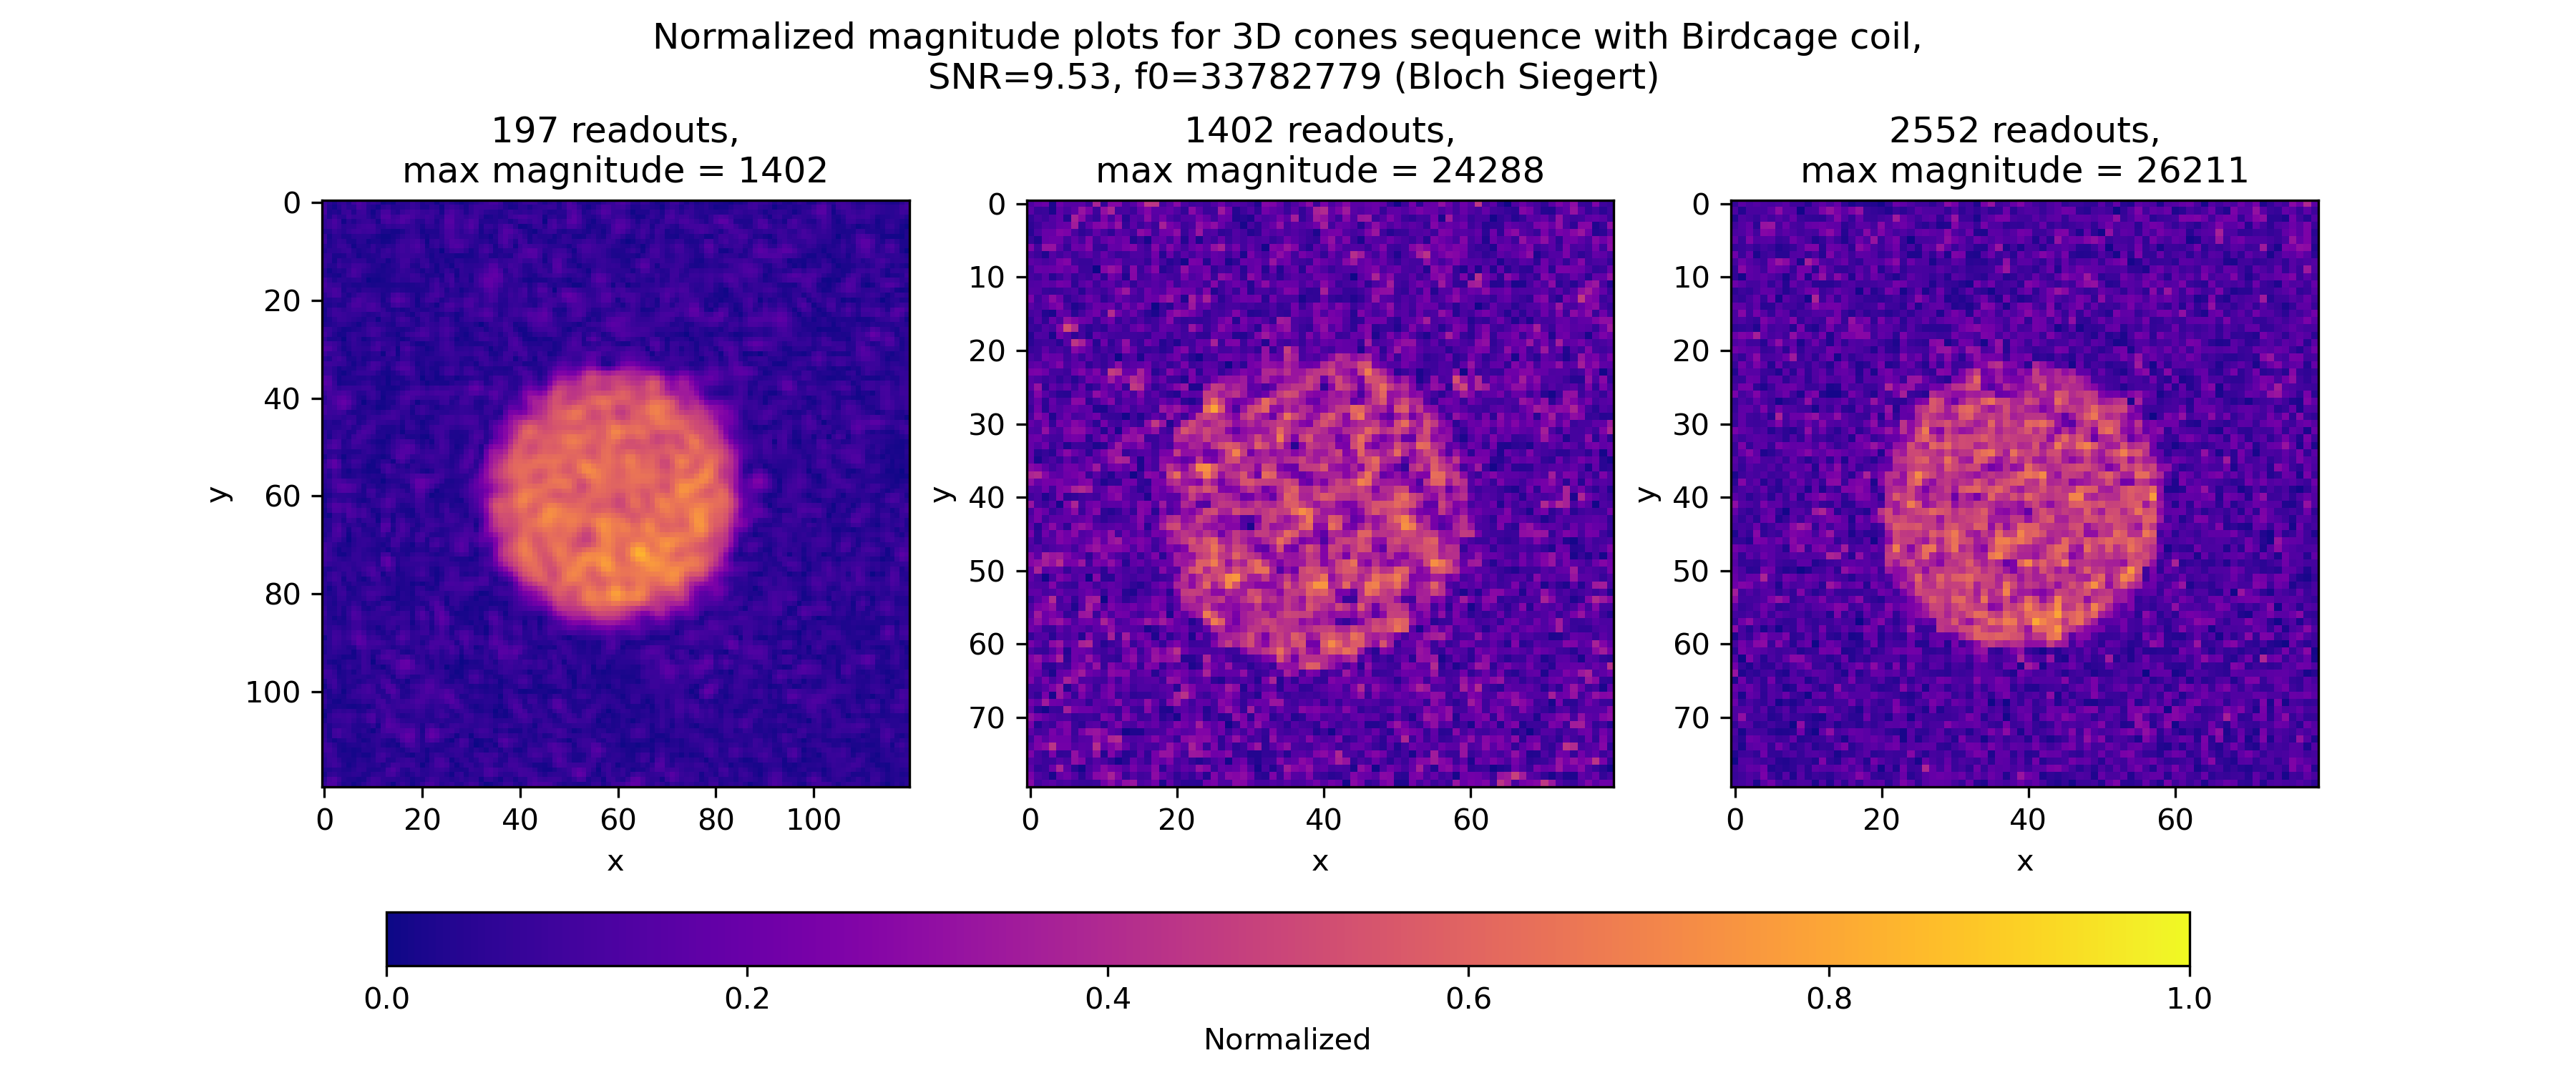 Normalized magnitude plots for 3D cones sequence with Birdcage coil,
SNR=9.53, f0=33782779 (Bloch Siegert)
197 readouts,
max magnitude = 1402
1402 readouts,
max magnitude = 24288
2552 readouts,
max magnitude = 26211
0
20
40
60
80
100
y
0 20 40 60 80 100
x
0
10
20
30
40
50
60
70
y
0 20 40 60
x
0
10
20
30
40
50
60
70
y
0 20 40 60
x
0.0 0.2 0.4 0.6 0.8 1.0
Normalized